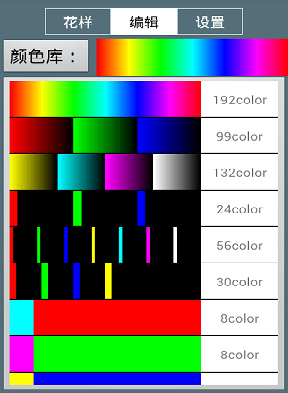 花样 编辑 设置
颜色库：
192color
99color
132color
24color
56color
30color
8color
8color